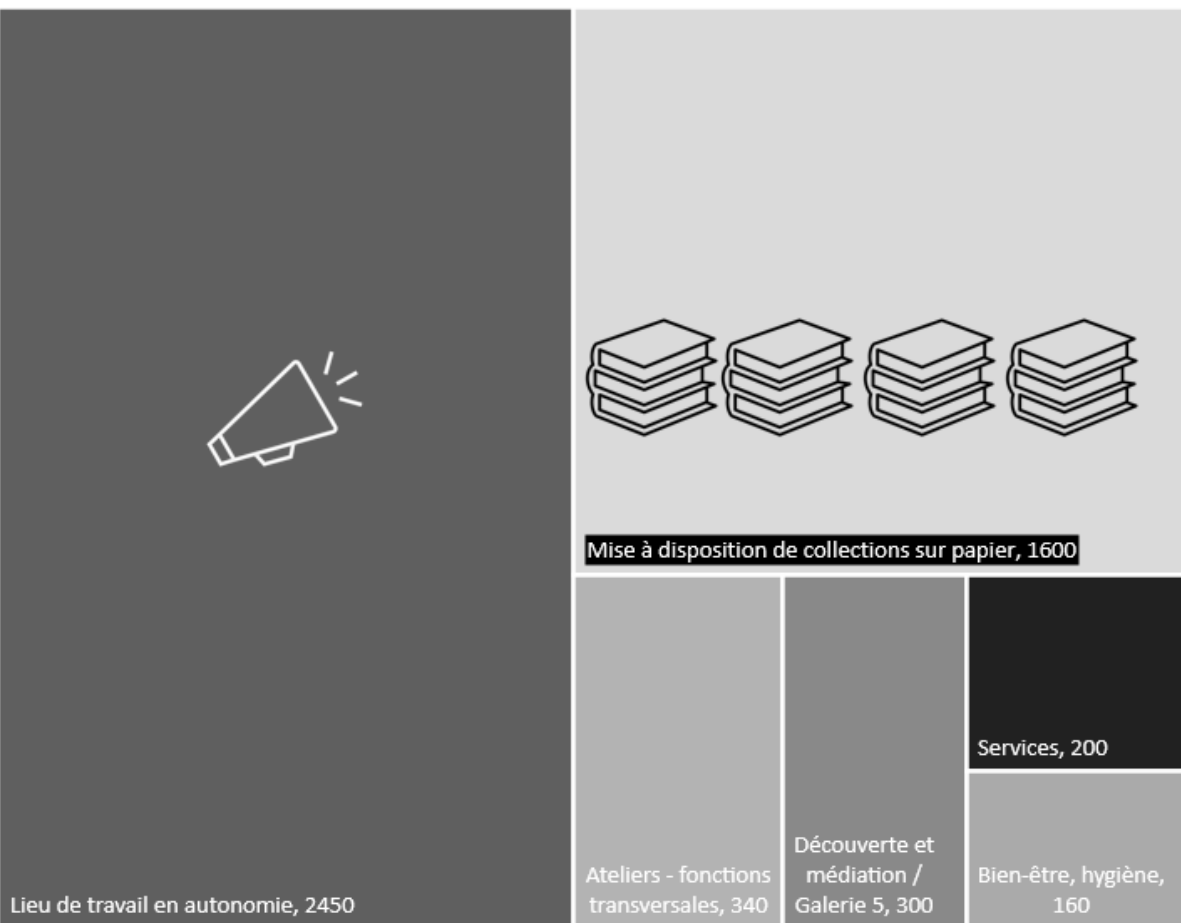 Mise à disposition de collections sur papier, 1600
Services, 200
Découverte et
médiation /
Galerie 5, 300
Ateliers - fonctions
transversales, 340
Bien-être, hygiène,
160
Lieu de travail en autonomie, 2450